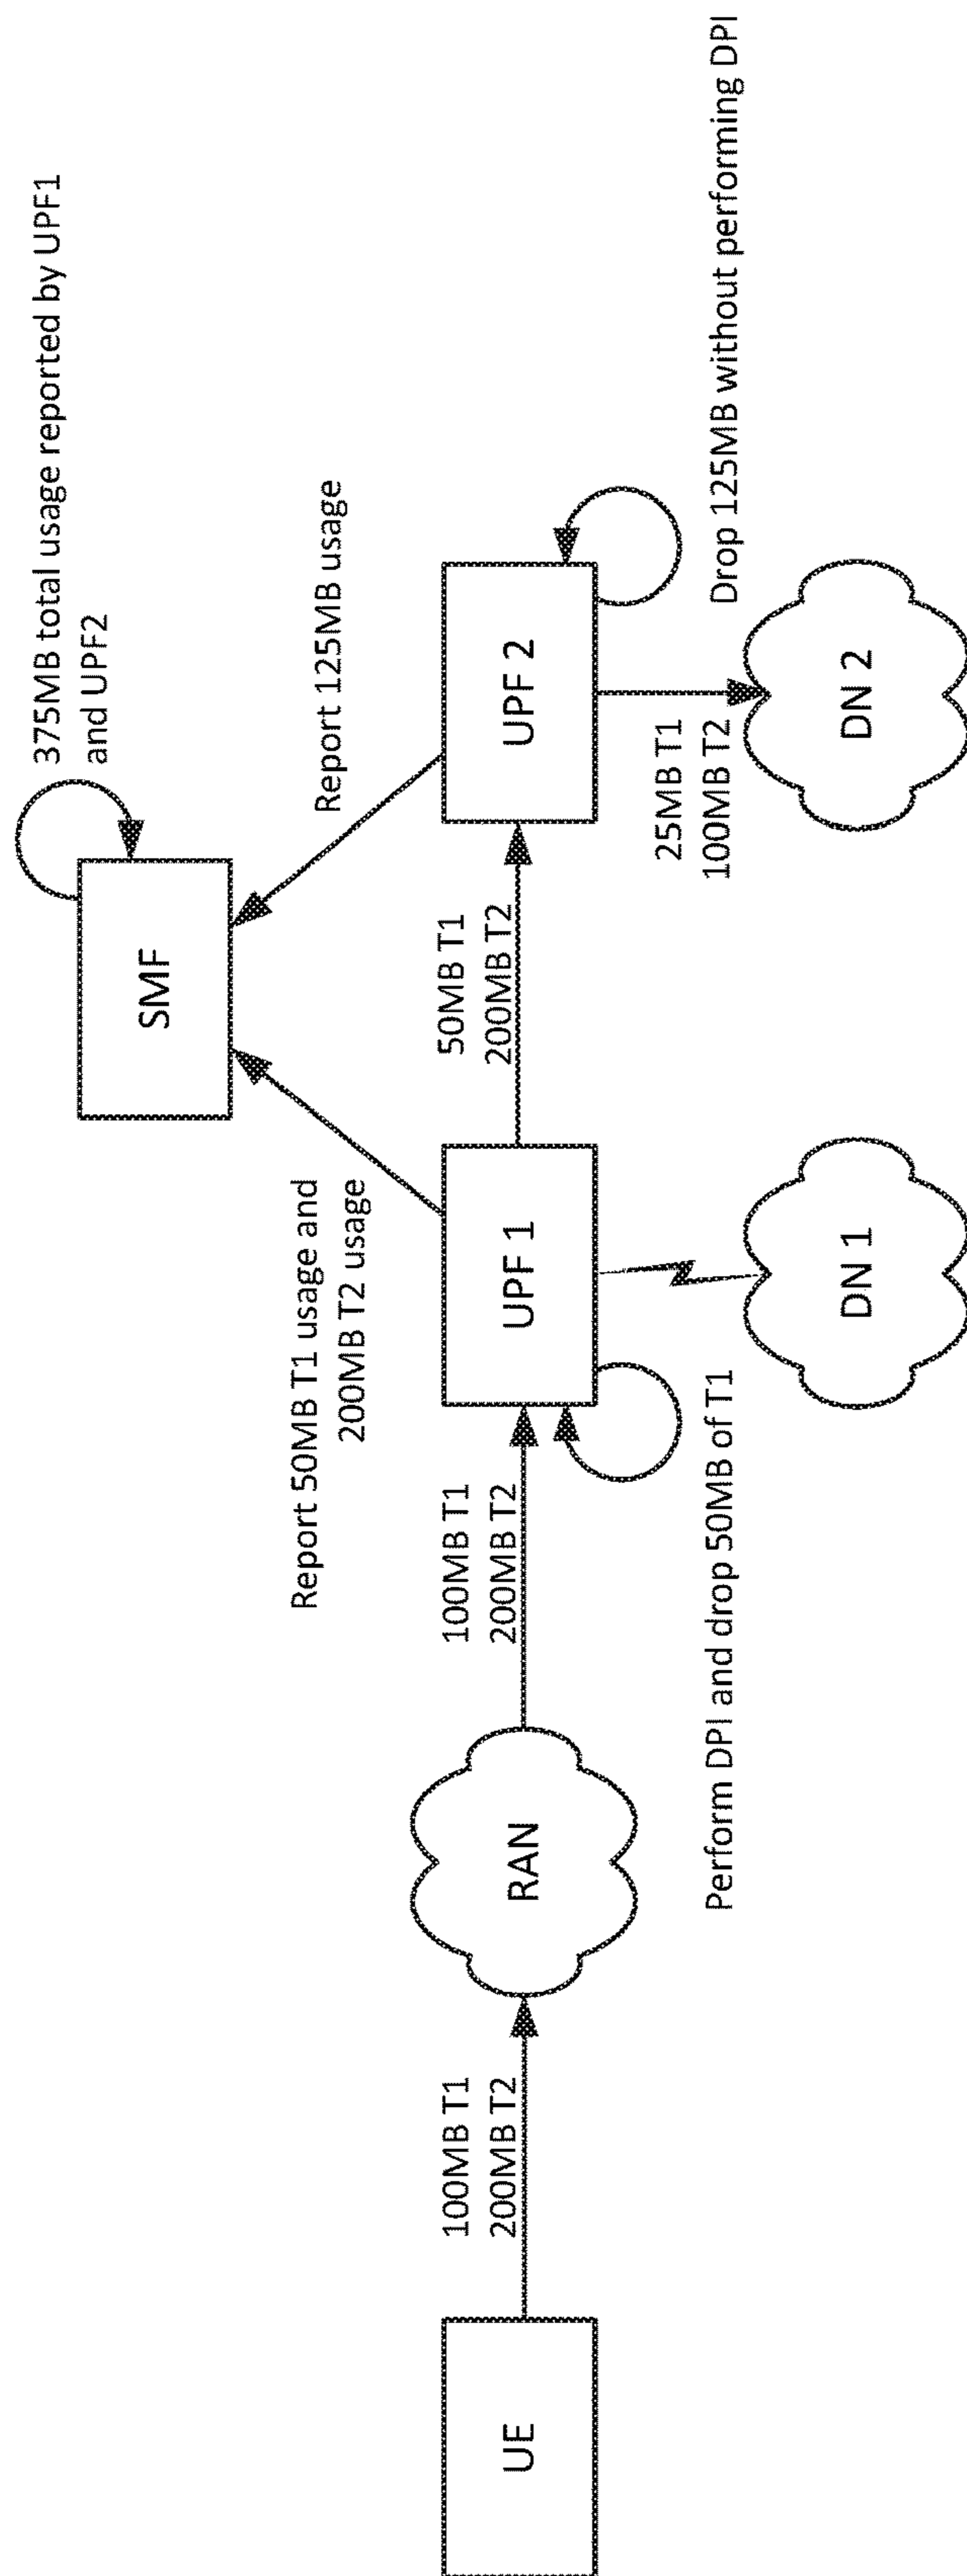 375MB total usage reported by UPF1
and UPF2
SMF
Report 50MB T1 usage and
200MB T2 usage
Report 125MB usage
UE
100MB T1
200MB T2
RAN
100MB T1
200MB T2
UPF 1
50MB T1
200MB T2
UPF 2
Perform DPI and drop 50MB of T1
DN 1
25MB T1
100MB T2
DN 2
Drop 125MB without performing DPI